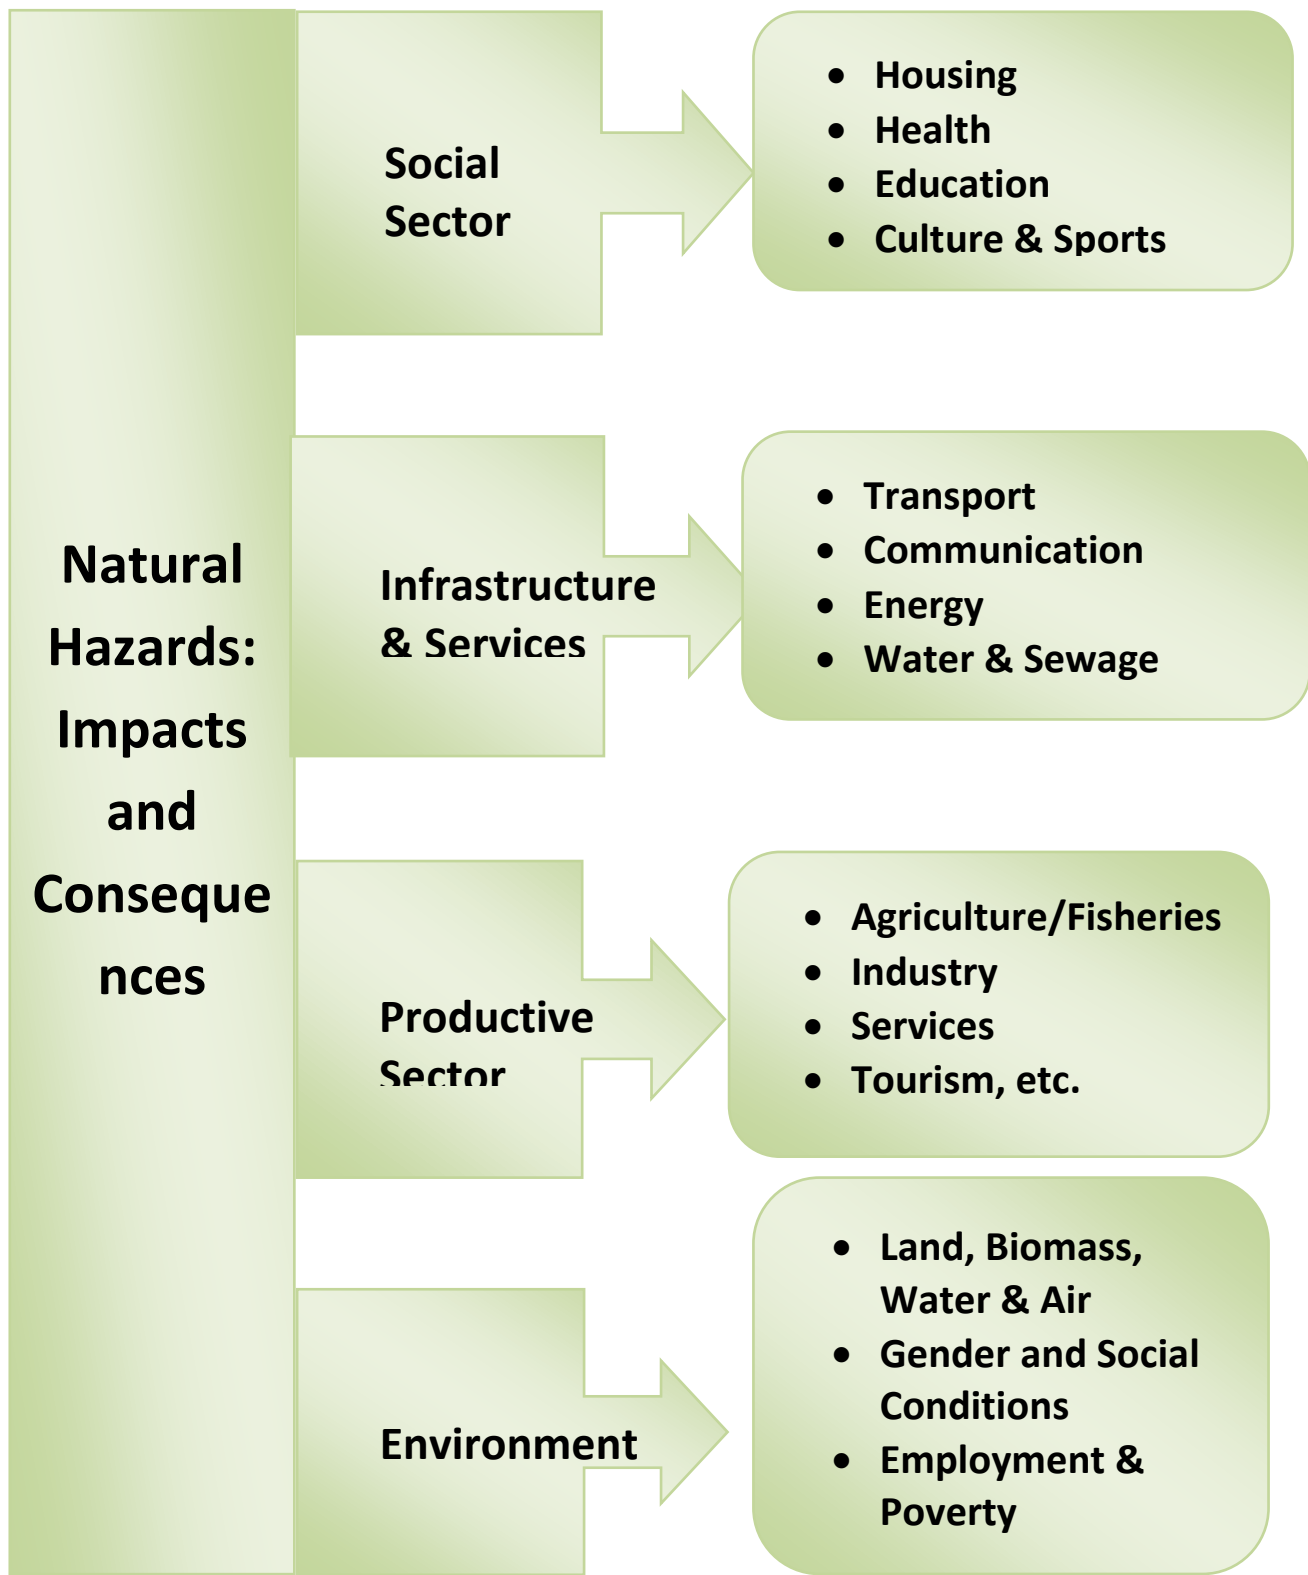 Natural
Hazards:
Impacts
and
Conseque
nces
Social
Sector
• Housing
• Health
• Education
• Culture & Sports
Infrastructure
& Services
• Transport
• Communication
• Energy
• Water & Sewage
Productive
Sector
• Agriculture/Fisheries
• Industry
• Services
• Tourism, etc.
Environment
• Land, Biomass,
Water & Air
• Gender and Social
Conditions
• Employment &
Poverty